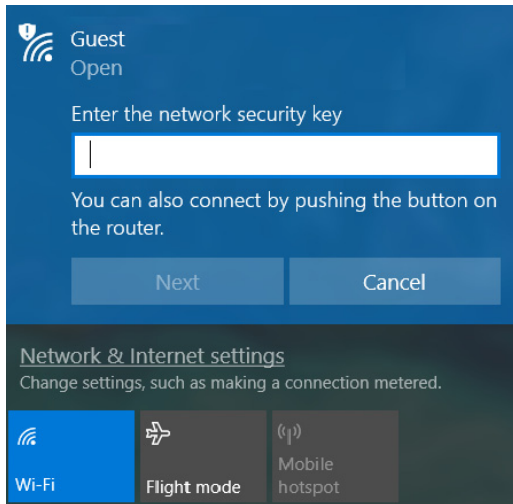 Guest
Open
Enter the network security key
You can also connect by pushing the button on
the router.
Next
Cancel
Network & Internet settings
Change settings, such as making a connection metered.
Wi-Fi
Flight mode
Mobile
hotspot